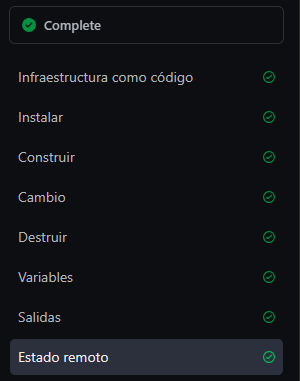 Complete
Infraestructura como código
Instalar
Construir
Cambio
Destruir
Variables
Salidas
Estado remoto